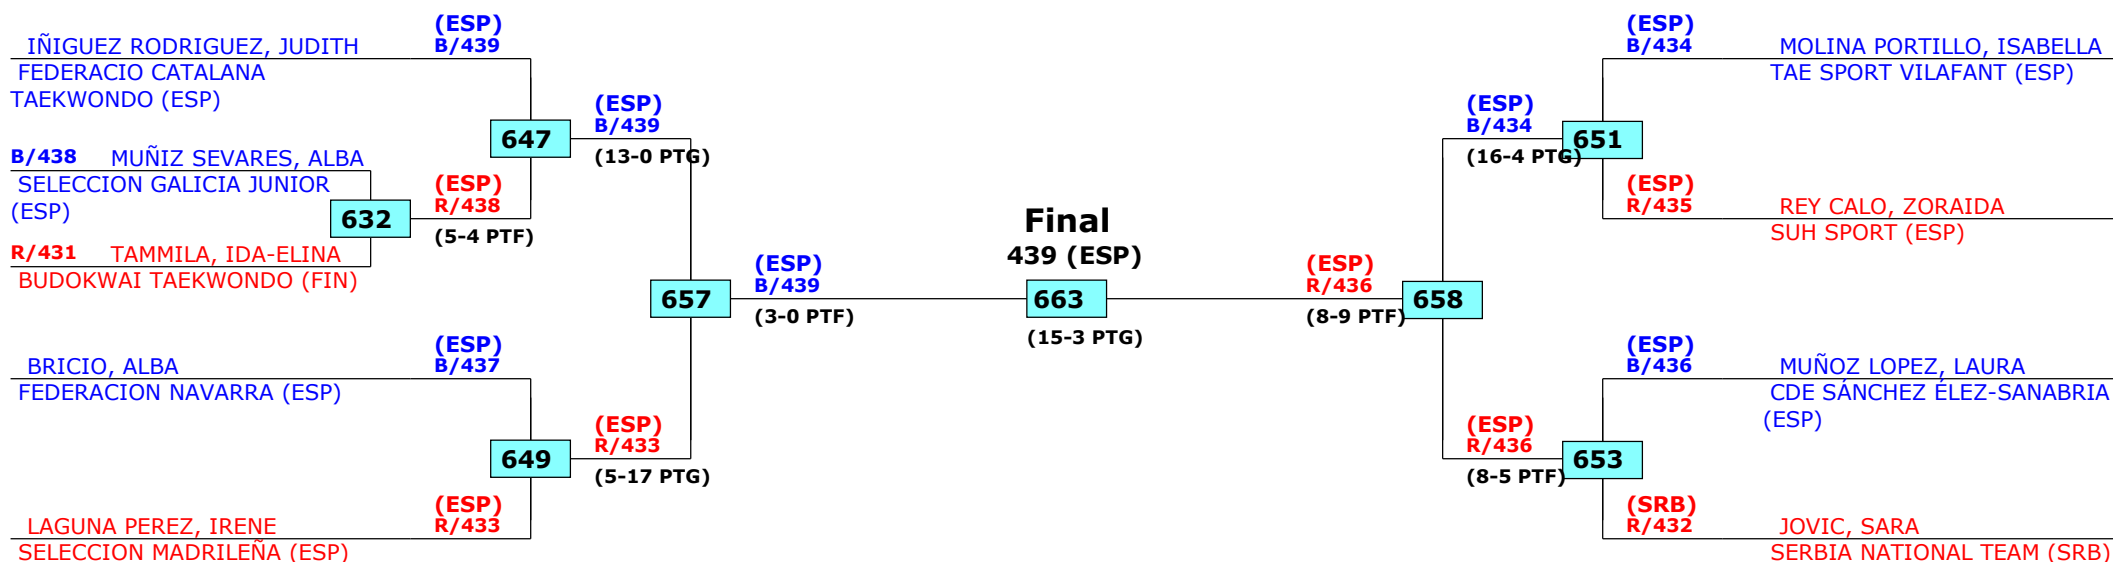 (ESP)
B/439
IÑIGUEZ RODRIGUEZ, JUDITH
FEDERACIO CATALANA
TAEKWONDO (ESP)
647
(ESP)
B/439
(13-0 PTG)
B/438 MUÑIZ SEVARES, ALBA
SELECCION GALICIA JUNIOR
(ESP)
632
(ESP)
R/438
(5-4 PTF)
R/431 TAMMILA, IDA-ELINA
BUDOKWAI TAEKWONDO (FIN)
657
(ESP)
B/439
(3-0 PTF)
(ESP)
B/437
BRICIO, ALBA
FEDERACION NAVARRA (ESP)
649
(ESP)
R/433
(5-17 PTG)
(ESP)
R/433
LAGUNA PEREZ, IRENE
SELECCION MADRILEÑA (ESP)
Final
439 (ESP)
663
(15-3 PTG)
(ESP)
R/436
(8-9 PTF)
658
(ESP)
B/434
(16-4 PTG)
651
(ESP)
B/434
MOLINA PORTILLO, ISABELLA
TAE SPORT VILAFANT (ESP)
(ESP)
R/435
REY CALO, ZORAIDA
SUH SPORT (ESP)
(ESP)
R/436
(8-5 PTF)
653
(ESP)
B/436
MUÑOZ LOPEZ, LAURA
CDE SÁNCHEZ ÉLEZ-SANABRIA
(ESP)
(SRB)
R/432
JOVIC, SARA
SERBIA NATIONAL TEAM (SRB)